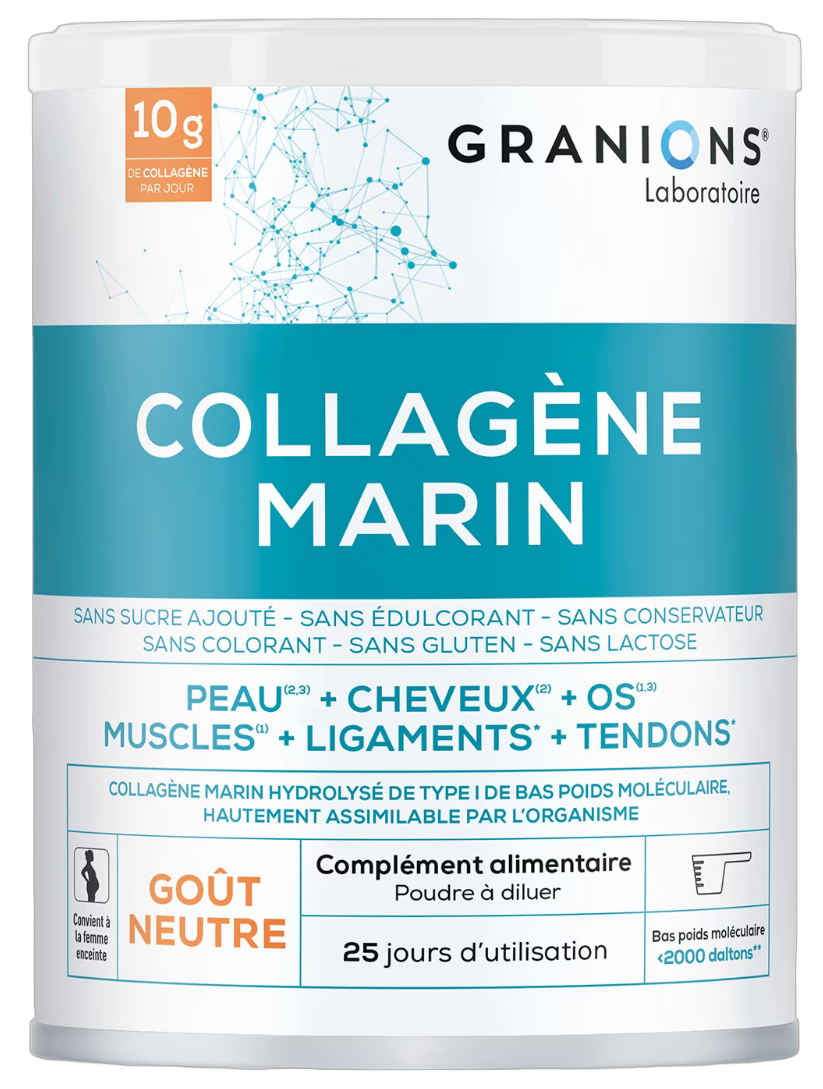 10g
DE COLLAGÈNE
PAR JOUR
GRANIONS®
Laboratoire
COLLAGÈNE
MARIN
SANS SUCRE AJOUTÉ - SANS ÉDULCORANT - SANS CONSERVATEUR
SANS COLORANT - SANS GLUTEN - SANS LACTOSE
PEAU(2,3) + CHEVEUX(2) + OS(1,3)
MUSCLES(1) + LIGAMENTS* + TENDONS*
COLLAGÈNE MARIN HYDROLYSÉ DE TYPE I DE BAS POIDS MOLÉCULAIRE,
HAUTEMENT ASSIMILABLE PAR L'ORGANISME
Convient à
la femme
enceinte
GOÛT
NEUTRE
Complément alimentaire
Poudre à diluer
25 jours d'utilisation
Bas poids moléculaire
<2000 daltons**